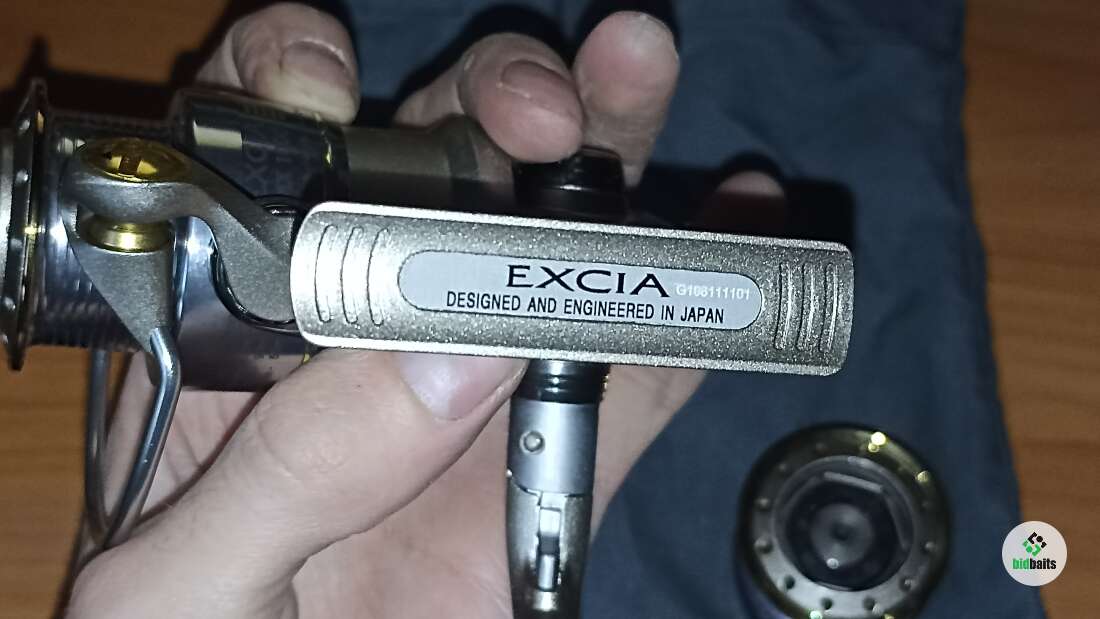 EXCIA G108111101
DESIGNED AND ENGINEERED IN JAPAN
bidbaits